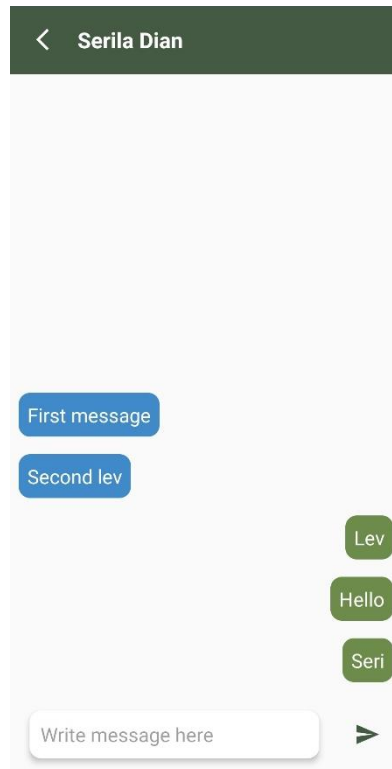 Serila Dian
First message
Second lev
Lev
Hello
Seri
Write message here